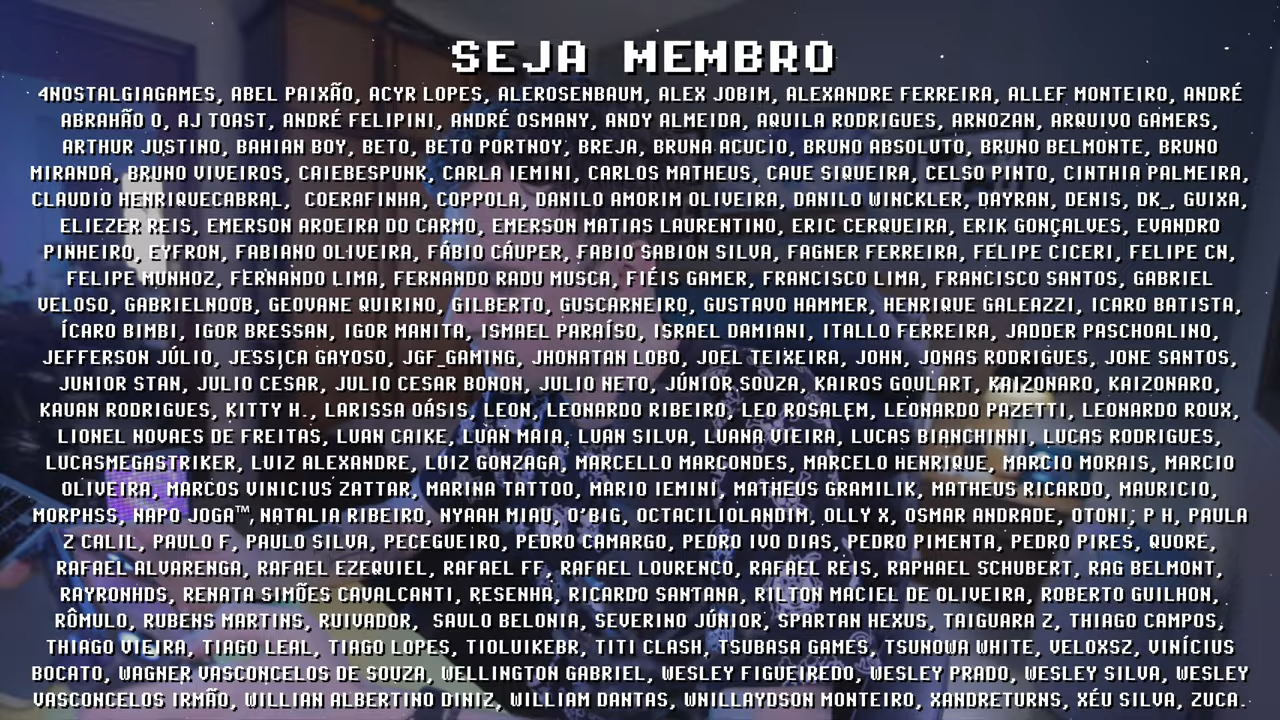 SEJA MEMBRO
4NOSTALGIAGAMES, ABEL PAIXÃO, ACYR LOPES, ALEROSENBAUM, ALEX JOBIM, ALEXANDRE FERREIRA, ALLEF MONTEIRO, ANDRÉ
ABRAHÃO O, AJ TOAST, ANDRÉ FELIPINI, ANDRÉ OSMANY, ANDY ALMEIDA, AQUILA RODRIGUES, ARNOZAN, ARQUIVO GAMERS,
ARTHUR JUSTINO, BAHIAN BOY, BETO, BETO PORTNOY, BREJA, BRUNA ACUCIO, BRUNO ABSOLUTO, BRUNO BELMONTE, BRUNO
MIRANDA, BRUNO VIVEIROS, CAIEBESPUNK, CARLA IEMINI, CARLOS MATHEUS, CAUE SIQUEIRA, CELSO PINTO, CINTHIA PALMEIRA,
CLAUDIO HENRIQUECABRAL, COERAFINHA, COPPOLA, DANILO AMORIM OLIVEIRA, DANILO WINCKLER, DAYRAN, DENIS, DK_, GUIXA,
ELIEZER REIS, EMERSON AROEIRA DO CARMO, EMERSON MATIAS LAURENTINO, ERIC CERQUEIRA, ERIK GONÇALVES, EVANDRO
PINHEIRO, EYFRON, FABIANO OLIVEIRA, FÁBIO CÁUPER, FABIO SABION SILVA, FAGNER FERREIRA, FELIPE CICERI, FELIPE CN,
FELIPE MUNHOZ, FERNANDO LIMA, FERNANDO RADU MUSCA, FIÉIS GAMER, FRANCISCO LIMA, FRANCISCO SANTOS, GABRIEL
VELOSO, GABRIELNOOB, GEOVANE QUIRINO, GILBERTO, GUSCARNEIRO, GUSTAVO HAMMER, HENRIQUE GALEAZZI, ICARO BATISTA,
ÍCARO BIMBI, IGOR BRESSAN, IGOR MANITA, ISMAEL PARAÍSO, ISRAEL DAMIANI, ITALLO FERREIRA, JADDER PASCHOALINO,
JEFFERSON JÚLIO, JESSICA GAYOSO, JGF_GAMING, JHONATAN LOBO, JOEL TEIXEIRA, JOHN, JONAS RODRIGUES, JONE SANTOS,
JUNIOR STAN, JULIO CESAR, JULIO CESAR BONON, JULIO NETO, JÚNIOR SOUZA, KAIROS GOULART, KAIZONARO, KAIZONARO,
KAUAN RODRIGUES, KITTY H., LARISSA OÁSIS, LEON, LEONARDO RIBEIRO, LEO ROSALEM, LEONARDO PAZETTI, LEONARDO ROUX,
LIONEL NOVAES DE FREITAS, LUAN CAIKE, LUAN MAIA, LUAN SILVA, LUANA VIEIRA, LUCAS BIANCHINNI, LUCAS RODRIGUES,
LUCASMEGASTRIKER, LUIZ ALEXANDRE, LUIZ GONZAGA, MARCELLO MARCONDES, MARCELO HENRIQUE, MARCIO MORAIS, MARCIO
OLIVEIRA, MARCOS VINICIUS ZATTAR, MARINA TATTOO, MARIO IEMINI, MATHEUS GRAMILIK, MATHEUS RICARDO, MAURICIO,
MORPHSS, NAPO JOGA™, NATALIA RIBEIRO, NYAAH MIAU, O'BIG, OCTACILIOLANDIM, OLLY X, OSMAR ANDRADE, OTONI; P H, PAULA
Z CALIL, PAULO F, PAULO SILVA, PECEGUEIRO, PEDRO CAMARGO, PEDRO IVO DIAS, PEDRO PIMENTA, PEDRO PIRES, QUORE,
RAFAEL ALVARENGA, RAFAEL EZEQUIEL, RAFAEL FF, RAFAEL LOURENCO, RAFAEL REIS, RAPHAEL SCHUBERT, RAG BELMONT,
RAYRONHDS, RENATA SIMÕES CAVALCANTI, RESENHA, RICARDO SANTANA, RILTON MACIEL DE OLIVEIRA, ROBERTO GUILHON,
RÔMULO, RUBENS MARTINS, RUIVADOR, SAULO BELONIA, SEVERINO JÚNIOR, SPARTAN HEXUS, TAIGUARA Z, THIAGO CAMPOS,
THIAGO VIEIRA, TIAGO LEAL, TIAGO LOPES, TIOLUIKEBR, TITI CLASH, TSUBASA GAMES, TSUNOWA WHITE, VELOXSZ, VINÍCIUS
BOCATO, WAGNER VASCONCELOS DE SOUZA, WELLINGTON GABRIEL, WESLEY FIGUEIREDO, WESLEY PRADO, WESLEY SILVA, WESLEY
VASCONCELOS IRMÃO, WILLIAN ALBERTINO DINIZ, WILLIAM DANTAS, WNILLAYDSON MONTEIRO, XANDRETURNS, XÉU SILVA, ZUCA.